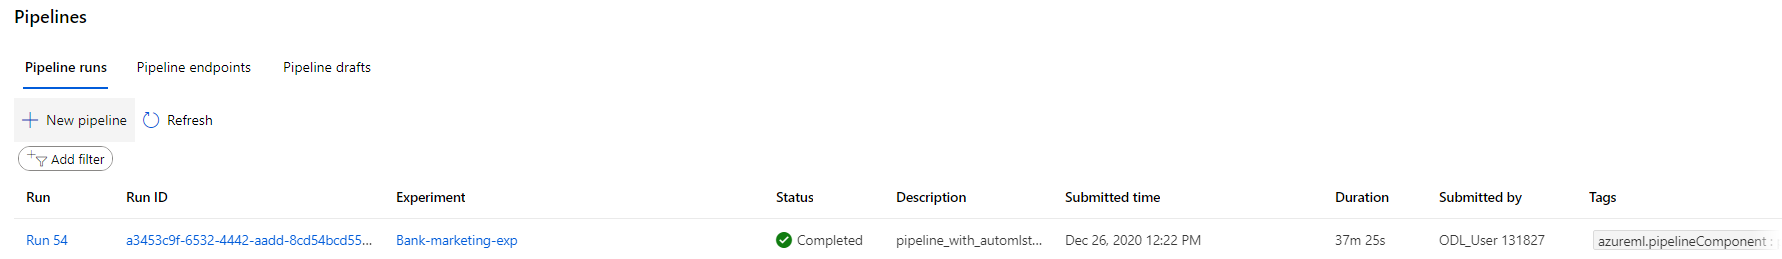 Pipelines
Pipeline runs Pipeline endpoints Pipeline drafts
New pipeline Refresh
Add filter
Run Run ID Experiment Status Description Submitted time Duration Submitted by Tags
Run 54 a3453c9f-6532-4442-aadd-8cd54bcd55... Bank-marketing-exp Completed pipeline_with_automlst... Dec 26, 2020 12:22 PM 37m 25s ODL_User 131827 azureml.pipelineComponent :